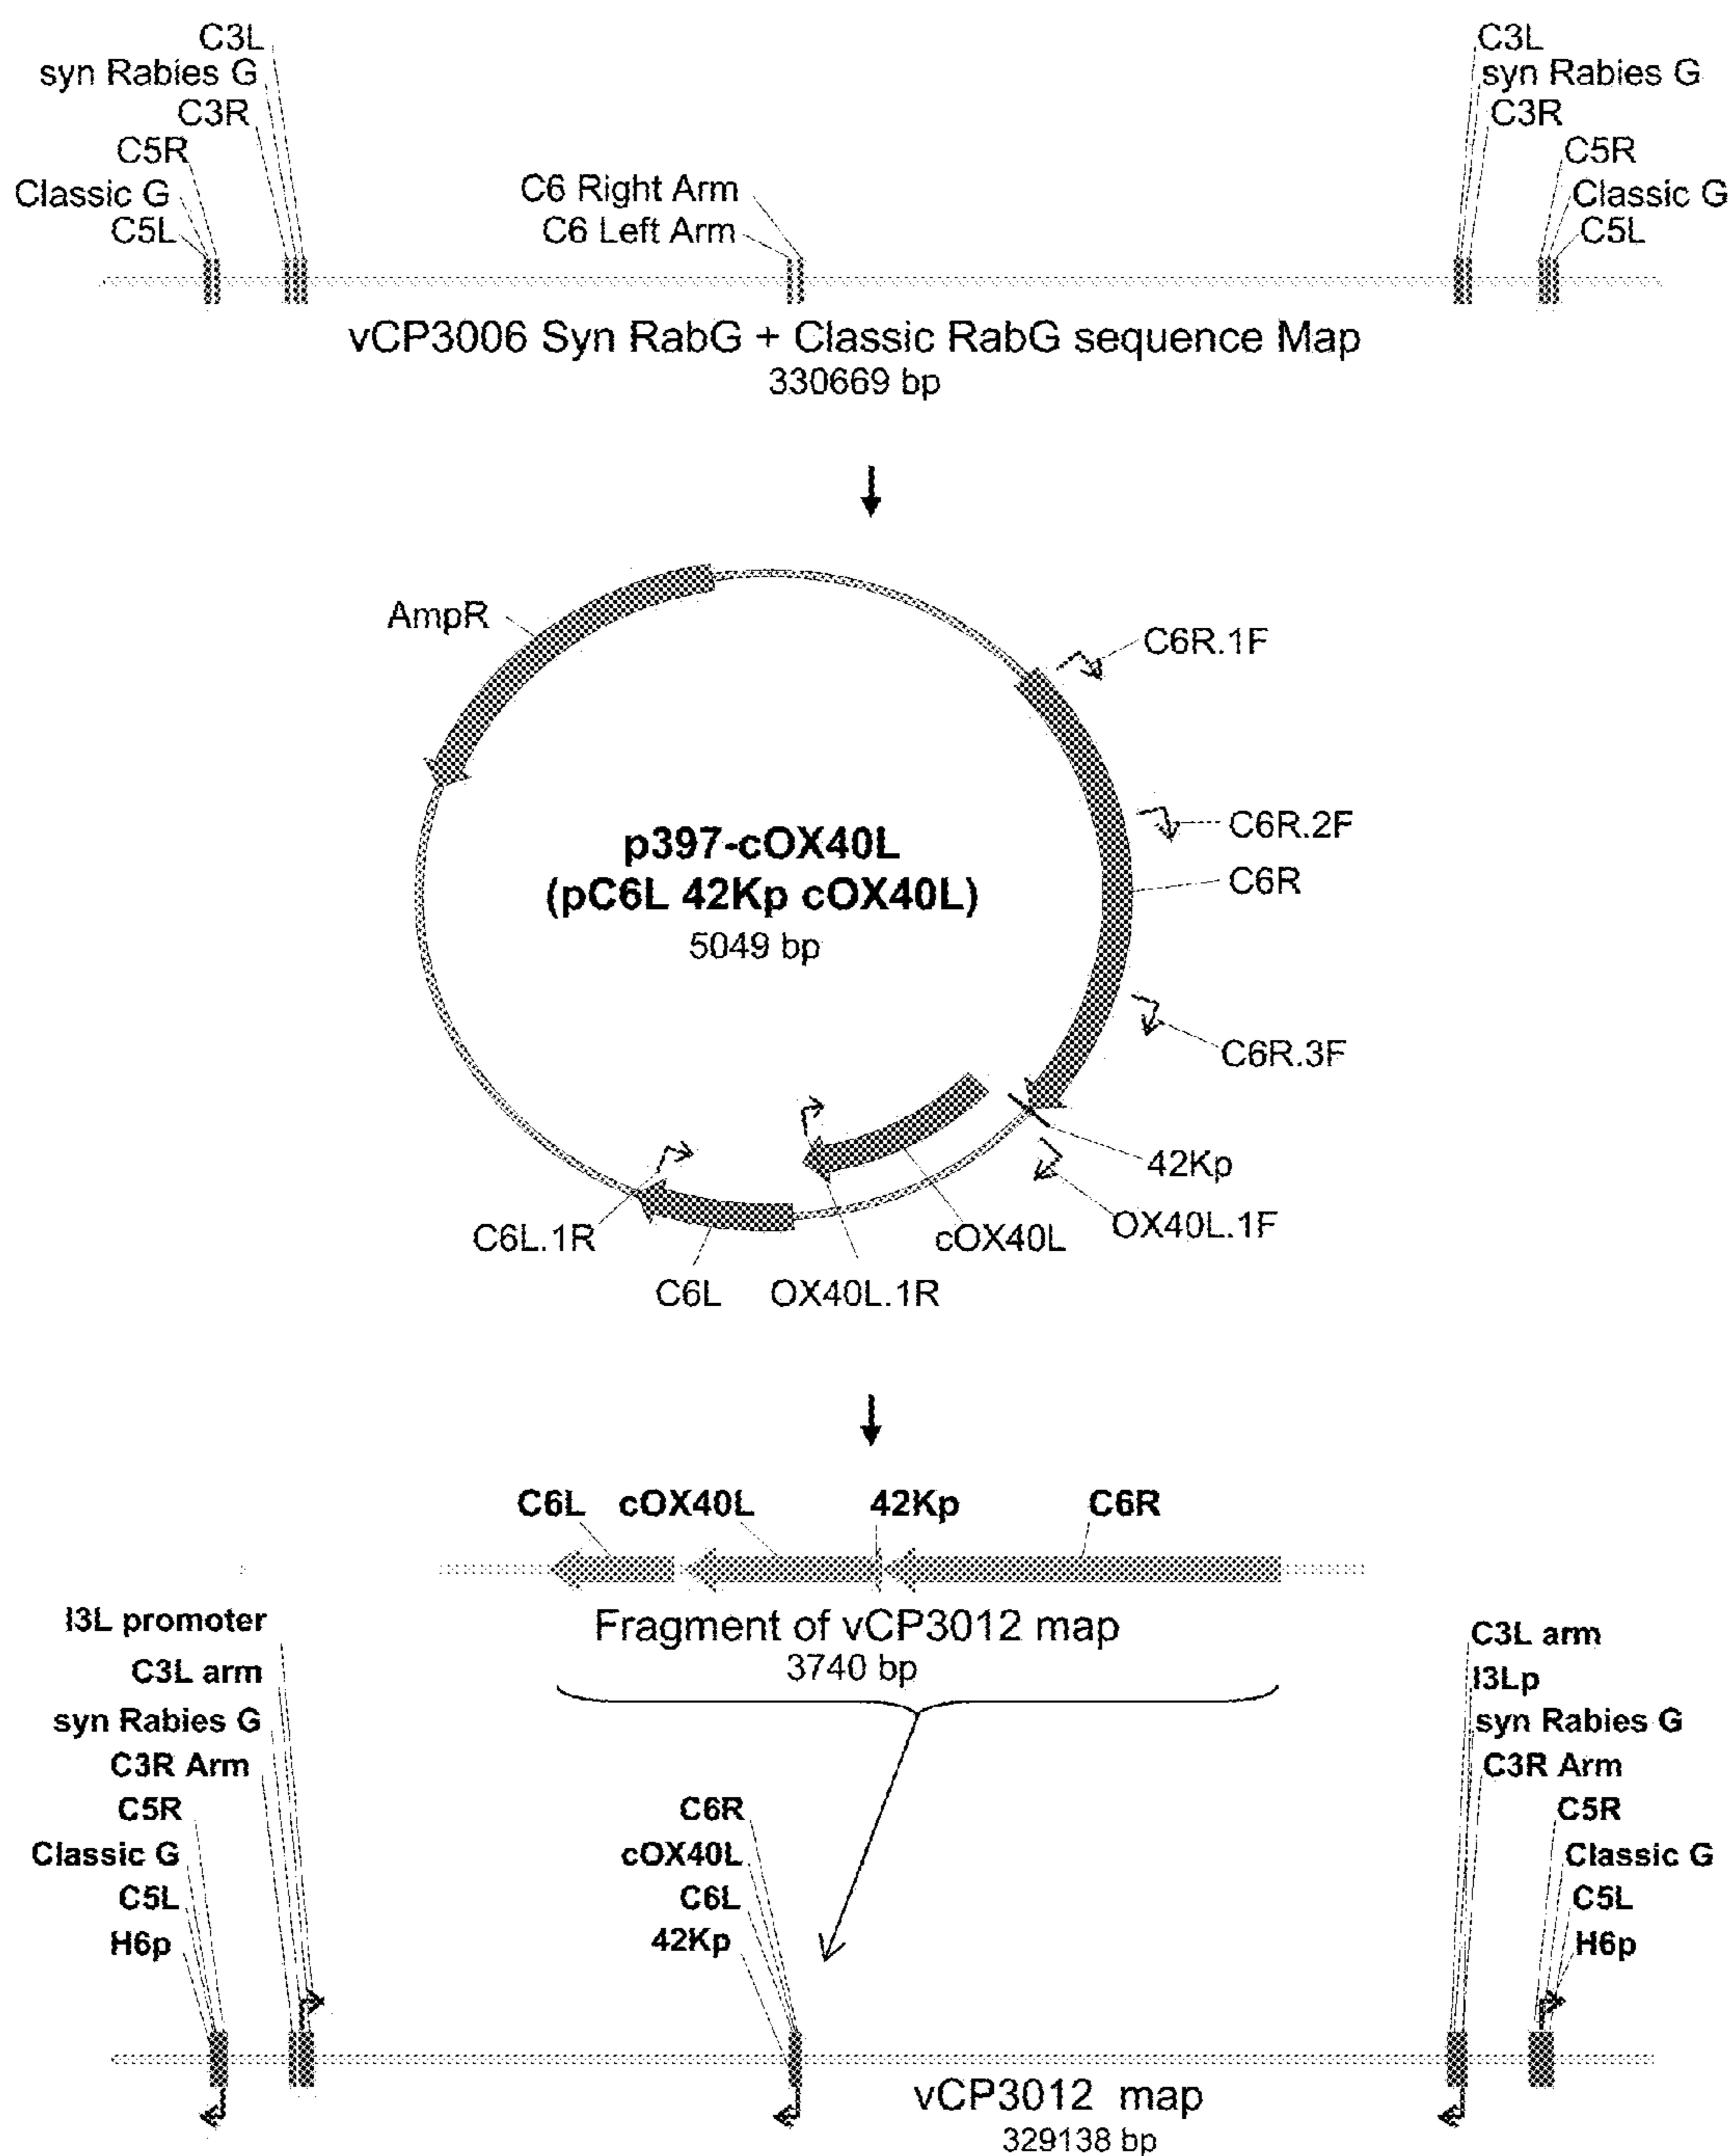 C3L
syn Rabies G
C3R
C5R
Classic G
C5L
C6 Right Arm
C6 Left Arm
C3L
syn Rabies G
C3R
C5R
Classic G
C5L
vCP3006 Syn RabG + Classic RabG sequence Map
330669 bp
AmpR
C6R.1F
C6R.2F
C6R
C6R.3F
42Kp
OX40L.1F
cOX40L
OX40L.1R
C6L
C6L.1R
p397-cOX40L
(pC6L 42Kp cOX40L)
5049 bp
C6L
cOX40L
42Kp
C6R
Fragment of vCP3012 map
3740 bp
I3L promoter
C3L arm
syn Rabies G
C3R Arm
C5R
Classic G
C5L
H6p
C6R
cOX40L
C6L
42Kp
C3L arm
I3Lp
syn Rabies G
C3R Arm
C5R
Classic G
C5L
H6p
vCP3012 map
329138 bp